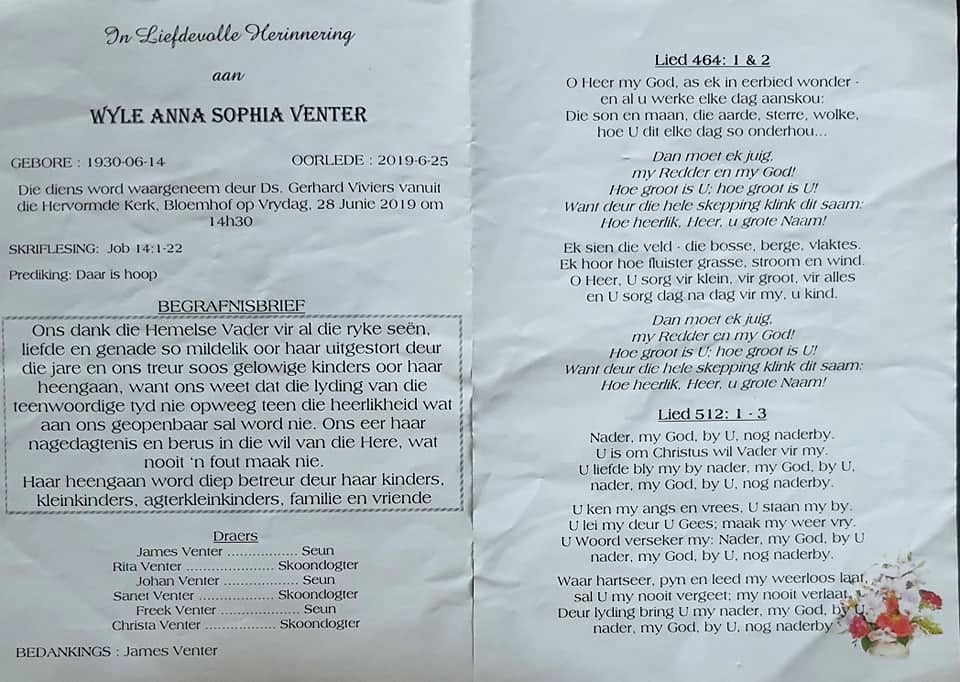 In Liefdevolle Herinnering
aan
WYLE ANNA SOPHIA VENTER
GEBORE : 1930-06-14 OORLEDE : 2019-6-25
Die diens word waargeneem deur Ds. Gerhard Viviers vanuit
die Hervormde Kerk, Bloemhof op Vrydag, 28 Junie 2019 om
14h30
SKRIFLESING: Job 14:1-22
Prediking: Daar is hoop
BEGRAFNISBRIEF
Ons dank die Hemelse Vader vir al die ryke seën,
liefde en genade so mildelik oor haar uitgestort deur
die jare en ons treur soos gelowige kinders oor haar
heengaan, want ons weet dat die lyding van die
teenwoordige tyd nie opweeg teen die heerlikheid wat
aan ons geopenbaar sal word nie. Ons eer haar
nagedagtenis en berus in die wil van die Here, wat
nooit 'n fout maak nie.
Haar heengaan word diep betreur deur haar kinders,
kleinkinders, agterkleinkinders, familie en vriende
Draers
James Venter ................. Seun
Rita Venter ..................... Skoondogter
Johan Venter .................. Seun
Sanet Venter ................... Skoondogter
Freek Venter ................... Seun
Christa Venter ................. Skoondogter
BEDANKINGS : James Venter
Lied 464: 1 & 2
O Heer my God, as ek in eerbied wonder -
en al u werke elke dag aanskou:
Die son en maan, die aarde, sterre, wolke,
hoe U dit elke dag so onderhou...
Dan moet ek juig,
my Redder en my God!
Hoe groot is U; hoe groot is U!
Want deur die hele skepping klink dit saam:
Hoe heerlik, Heer, u grote Naam!
Ek sien die veld - die bosse, berge, vlaktes.
Ek hoor hoe fluister grasse, stroom en wind.
O Heer, U sorg vir klein, vir groot, vir alles
en U sorg dag na dag vir my, u kind.
Dan moet ek juig,
my Redder en my God!
Hoe groot is U; hoe groot is U!
Want deur die hele skepping klink dit saam:
Hoe heerlik, Heer, u grote Naam!
Lied 512: 1 - 3
Nader, my God, by U, nog naderby.
U is om Christus wil Vader vir my.
U liefde bly my by nader, my God, by U,
nader, my God, by U, nog naderby.
U ken my angs en vrees, U staan my by.
U lei my deur U Gees; maak my weer vry.
U Woord verseker my: Nader, my God, by U
nader, my God, by U, nog naderby.
Waar hartseer, pyn en leed my weerloos laat,
sal U my nooit vergeet; my nooit verlaat.
Deur lyding bring U my nader, my God, by U,
nader, my God, by U, nog naderby